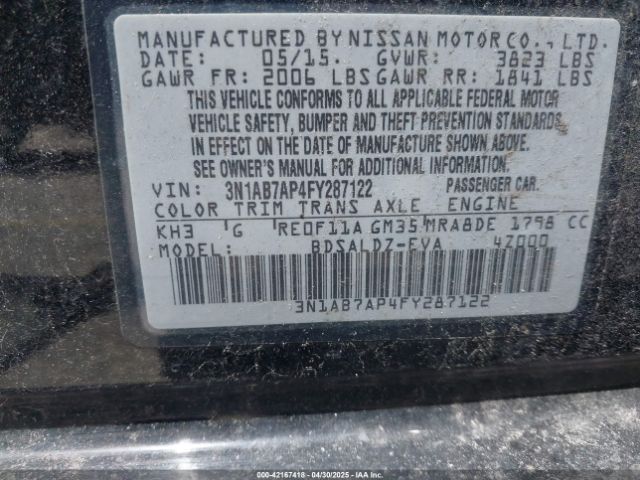 MANUFACTURED BY NISSAN MOTOR CO., LTD.
DATE: 05/15. GVWR: 3823 LBS
GAWR FR: 2006 LBS GAWR RR: 1841 LBS
THIS VEHICLE CONFORMS TO ALL APPLICABLE FEDERAL MOTOR
VEHICLE SAFETY, BUMPER AND THEFT PREVENTION STANDARDS
IN EFFECT ON THE DATE OF MANUFACTURE SHOWN ABOVE.
SEE OWNER'S MANUAL FOR ADDITIONAL INFORMATION.
VIN: 3N1AB7AP4FY287122 PASSENGER CAR.
COLOR TRIM TRANS AXLE ENGINE
KH3 G RE0F11A GM35 MRA8DE 1798 CC
MODEL: BDSALDZ-EVA 4Z000
3N1AB7AP4FY287122
000-42167418 - 04/30/2025 - IAA, Inc.